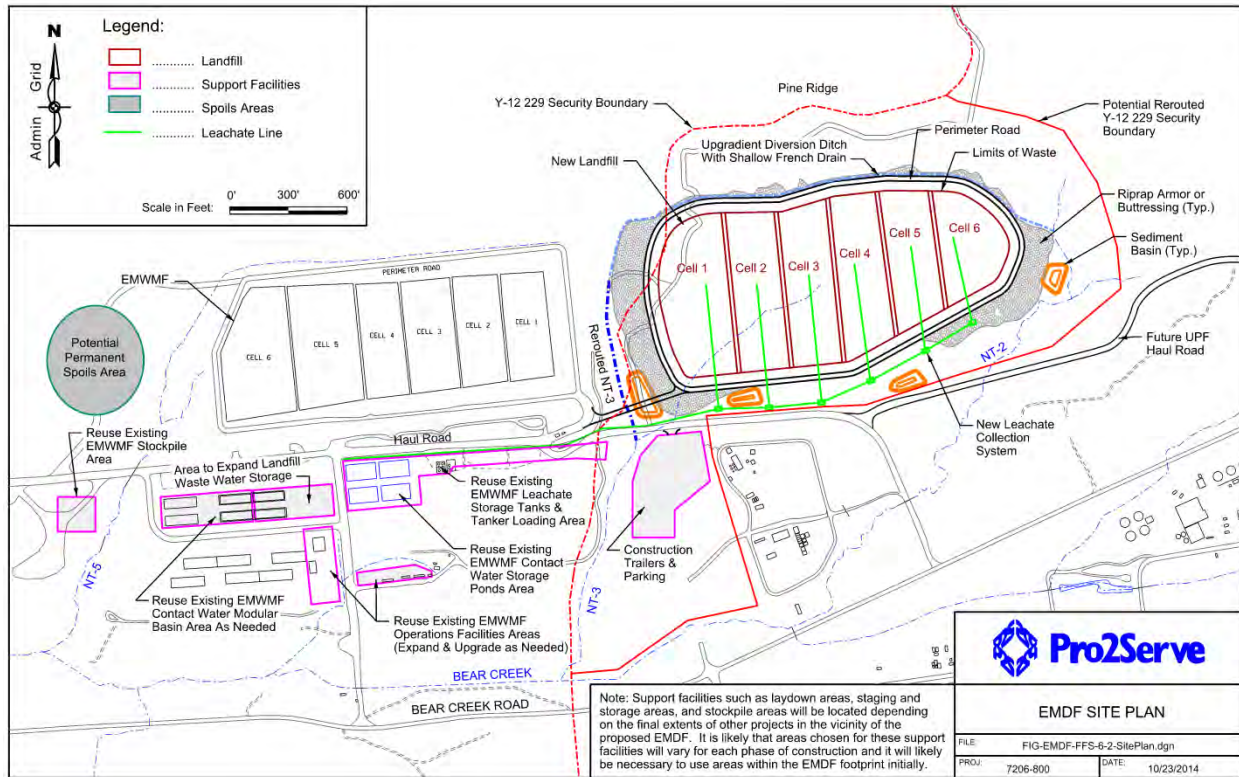 N
Grid
Admin
Legend:
.......... Landfill
.......... Support Facilities
.......... Spoils Areas
.......... Leachate Line
0' 300' 600'
Scale in Feet:
Pine Ridge
Y-12 229 Security Boundary
Potential Rerouted
Y-12 229 Security
Boundary
Upgradient Diversion Ditch
With Shallow French Drain
Perimeter Road
Limits of Waste
New Landfill
Riprap Armor or
Buttressing (Typ.)
Sediment
Basin (Typ.)
Cell 1
Cell 2
Cell 3
Cell 4
Cell 5
Cell 6
EMWMF
PERIMETER ROAD
CELL 6
CELL 5
CELL 4
CELL 3
CELL 2
CELL 1
Potential
Permanent
Spoils Area
Rerouted NT-3
NT-2
Future UPF
Haul Road
New Leachate
Collection
System
Haul Road
Reuse Existing
EMWMF Stockpile
Area
Area to Expand Landfill
Waste Water Storage
Reuse Existing
EMWMF Leachate
Storage Tanks &
Tanker Loading Area
Reuse Existing
EMWMF Contact
Water Storage
Ponds Area
Construction
Trailers &
Parking
NT-5
NT-3
Reuse Existing EMWMF
Contact Water Modular
Basin Area As Needed
Reuse Existing EMWMF
Operations Facilities Areas
(Expand & Upgrade as Needed)
BEAR CREEK
BEAR CREEK ROAD
Note: Support facilities such as laydown areas, staging and
storage areas, and stockpile areas will be located depending
on the final extents of other projects in the vicinity of the
proposed EMDF. It is likely that areas chosen for these support
facilities will vary for each phase of construction and it will likely
be necessary to use areas within the EMDF footprint initially.
Pro2Serve
EMDF SITE PLAN
FILE: FIG-EMDF-FFS-6-2-SitePlan.dgn
PROJ: 7206-800 DATE: 10/23/2014